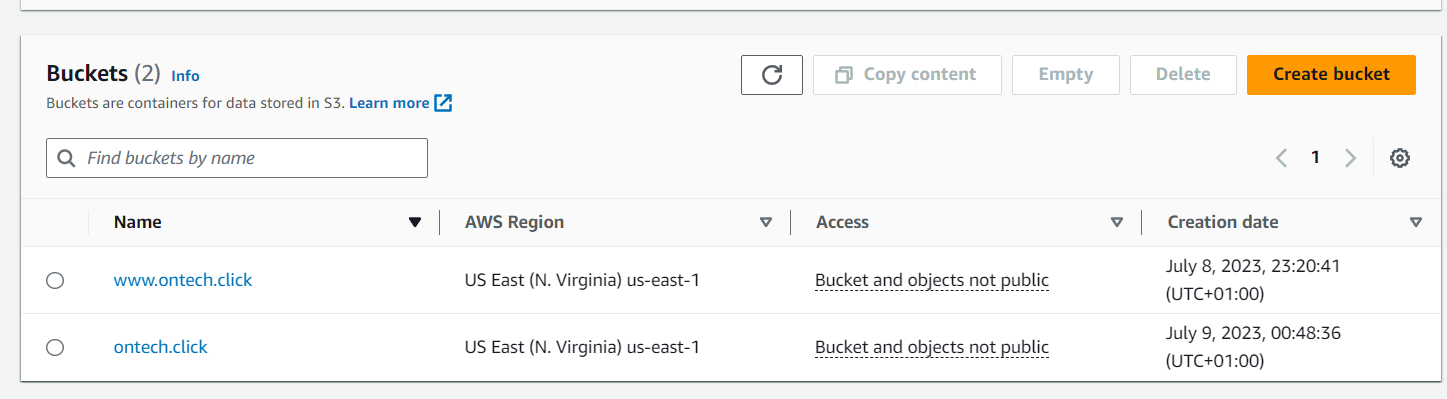 Buckets (2) Info
Buckets are containers for data stored in S3. Learn more
Copy content
Empty
Delete
Create bucket
Find buckets by name
1
Name AWS Region Access Creation date
www.ontech.click US East (N. Virginia) us-east-1 Bucket and objects not public July 8, 2023, 23:20:41
(UTC+01:00)
ontech.click US East (N. Virginia) us-east-1 Bucket and objects not public July 9, 2023, 00:48:36
(UTC+01:00)